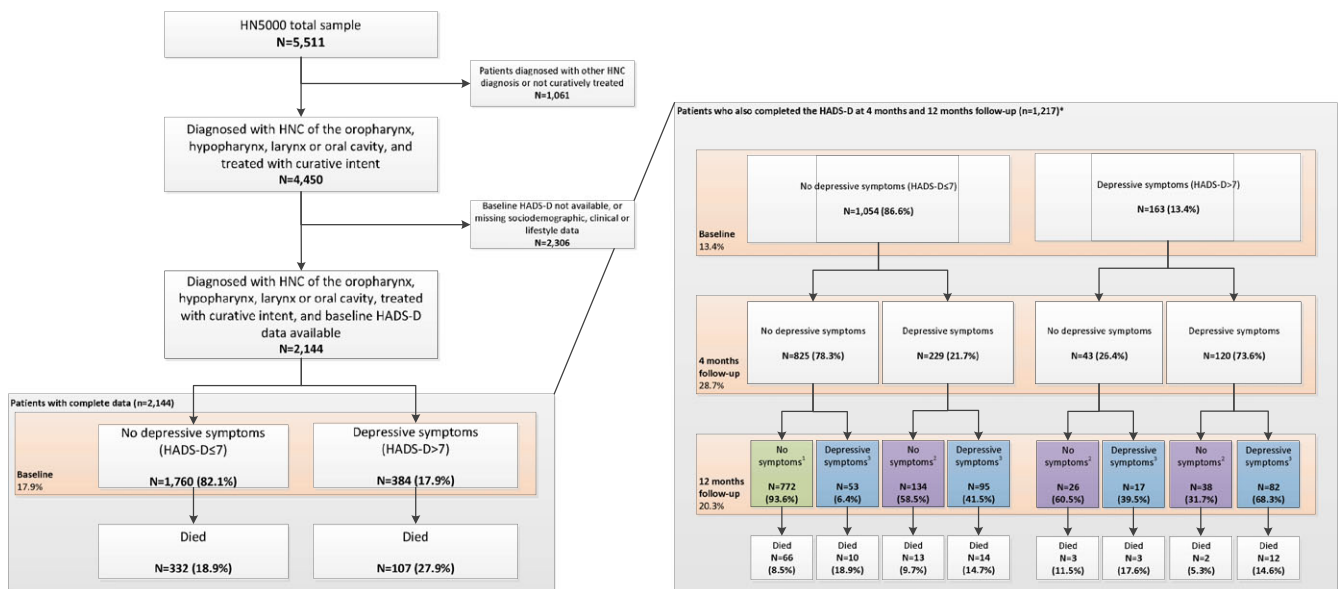 HN5000 total sample
N=5,511
Patients diagnosed with other HNC
diagnosis or not curatively treated
N=1,061
Diagnosed with HNC of the oropharynx,
hypopharynx, larynx or oral cavity, and
treated with curative intent
N=4,450
Baseline HADS-D not available, or
missing sociodemographic, clinical or
lifestyle data
N=2,306
Diagnosed with HNC of the oropharynx,
hypopharynx, larynx or oral cavity, treated
with curative intent, and baseline HADS-D
data available
N=2,144
Patients with complete data (n=2,144)
No depressive symptoms
(HADS-D≤7)
N=1,760 (82.1%)
Depressive symptoms
(HADS-D>7)
N=384 (17.9%)
Baseline
17.9%
Died
N=332 (18.9%)
Died
N=107 (27.9%)
Patients who also completed the HADS-D at 4 months and 12 months follow-up (n=1,217)*
No depressive symptoms (HADS-D≤7)
N=1,054 (86.6%)
Depressive symptoms (HADS-D>7)
N=163 (13.4%)
Baseline
13.4%
No depressive symptoms
N=825 (78.3%)
Depressive symptoms
N=229 (21.7%)
No depressive symptoms
N=43 (26.4%)
Depressive symptoms
N=120 (73.6%)
4 months
follow-up
28.7%
12 months
follow-up
20.3%
No
symptoms¹
N=772
(93.6%)
Depressive
symptoms³
N=53
(6.4%)
No
symptoms²
N=134
(58.5%)
Depressive
symptoms³
N=95
(41.5%)
No
symptoms²
N=26
(60.5%)
Depressive
symptoms³
N=17
(39.5%)
No
symptoms²
N=38
(31.7%)
Depressive
symptoms³
N=82
(68.3%)
Died
N=66
(8.5%)
Died
N=10
(18.9%)
Died
N=13
(9.7%)
Died
N=14
(14.7%)
Died
N=3
(11.5%)
Died
N=3
(17.6%)
Died
N=2
(5.3%)
Died
N=12
(14.6%)